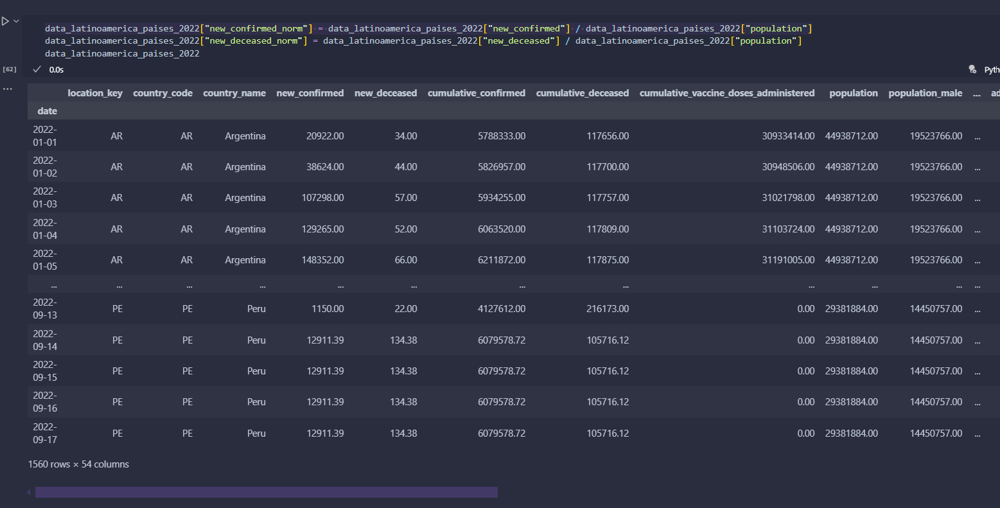 data_latinoamerica_paises_2022["new_confirmed_norm"] = data_latinoamerica_paises_2022["new_confirmed"] / data_latinoamerica_paises_2022["population"]
data_latinoamerica_paises_2022["new_deceased_norm"] = data_latinoamerica_paises_2022["new_deceased"] / data_latinoamerica_paises_2022["population"]
data_latinoamerica_paises_2022
[62] 0.0s Pyth
... location_key country_code country_name new_confirmed new_deceased cumulative_confirmed cumulative_deceased cumulative_vaccine_doses_administered population population_male ... ad
date
2022-01-01 AR AR Argentina 20922.00 34.00 5788333.00 117656.00 30933414.00 44938712.00 19523766.00 ...
2022-01-02 AR AR Argentina 38624.00 44.00 5826957.00 117700.00 30948506.00 44938712.00 19523766.00 ...
2022-01-03 AR AR Argentina 107298.00 57.00 5934255.00 117757.00 31021798.00 44938712.00 19523766.00 ...
2022-01-04 AR AR Argentina 129265.00 52.00 6063520.00 117809.00 31103724.00 44938712.00 19523766.00 ...
2022-01-05 AR AR Argentina 148352.00 66.00 6211872.00 117875.00 31191005.00 44938712.00 19523766.00 ...
... ... ... ... ... ... ... ... ... ... ... ...
2022-09-13 PE PE Peru 1150.00 22.00 4127612.00 216173.00 0.00 29381884.00 14450757.00 ...
2022-09-14 PE PE Peru 12911.39 134.38 6079578.72 105716.12 0.00 29381884.00 14450757.00 ...
2022-09-15 PE PE Peru 12911.39 134.38 6079578.72 105716.12 0.00 29381884.00 14450757.00 ...
2022-09-16 PE PE Peru 12911.39 134.38 6079578.72 105716.12 0.00 29381884.00 14450757.00 ...
2022-09-17 PE PE Peru 12911.39 134.38 6079578.72 105716.12 0.00 29381884.00 14450757.00 ...
1560 rows × 54 columns